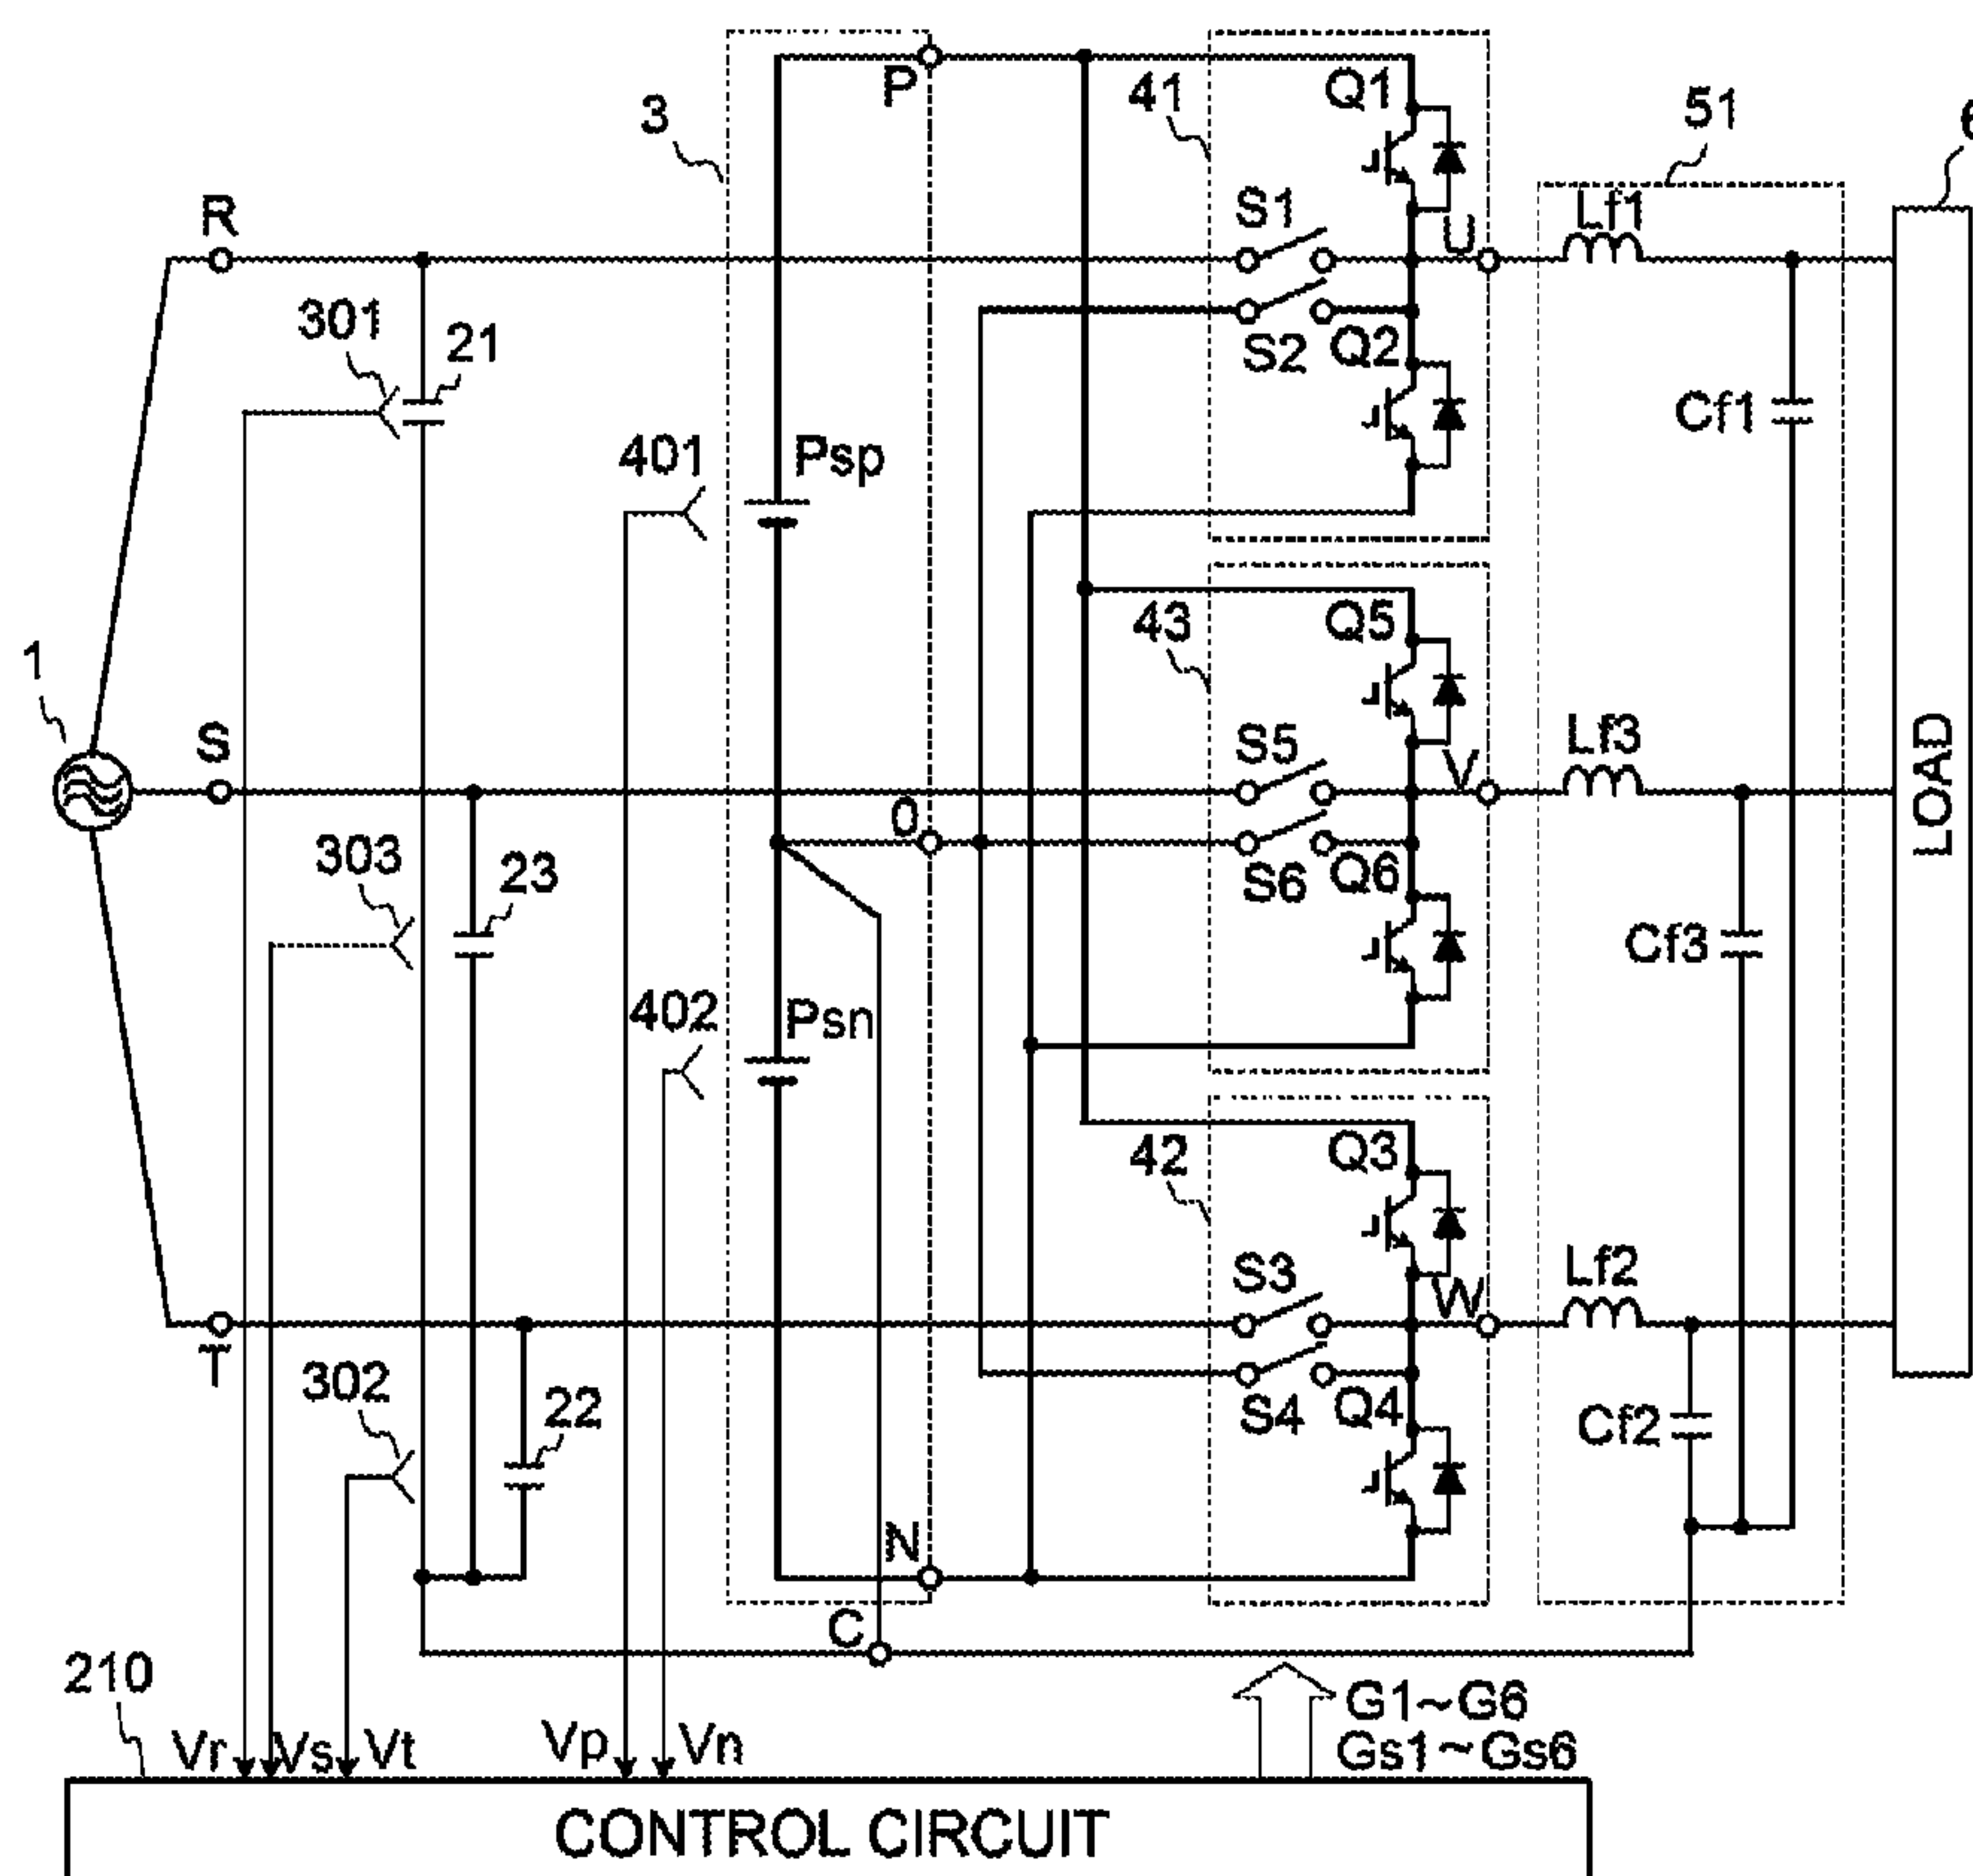 P
3
41
Q1
51
6
R
S1
U
Lf1
301
21
S2
Q2
Cf1
401
Psp
43
Q5
1
S
S5
V
Lf3
LOAD
303
23
0
S6
Q6
Cf3
402
Psn
42
Q3
S3
W
Lf2
T
302
22
S4
Q4
Cf2
N
C
210
Vr
Vs
Vt
Vp
Vn
G1~G6
Gs1~Gs6
CONTROL CIRCUIT